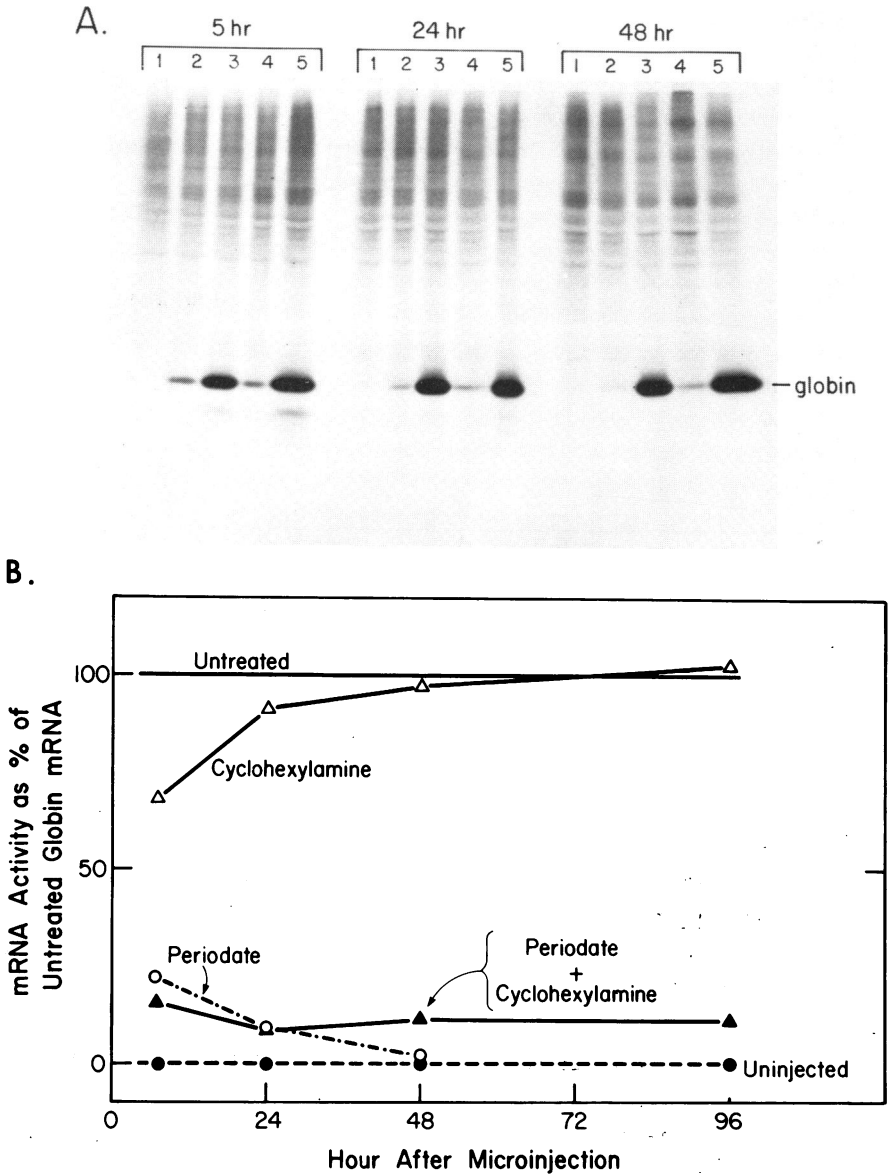 A.
5 hr 24 hr 48 hr
1 2 3 4 5 1 2 3 4 5 1 2 3 4 5
globin
B.
mRNA Activity as % of
Untreated Globin mRNA
100
50
0
Untreated
Cyclohexylamine
Periodate
Periodate
+
Cyclohexylamine
Uninjected
0 24 48 72 96
Hour After Microinjection